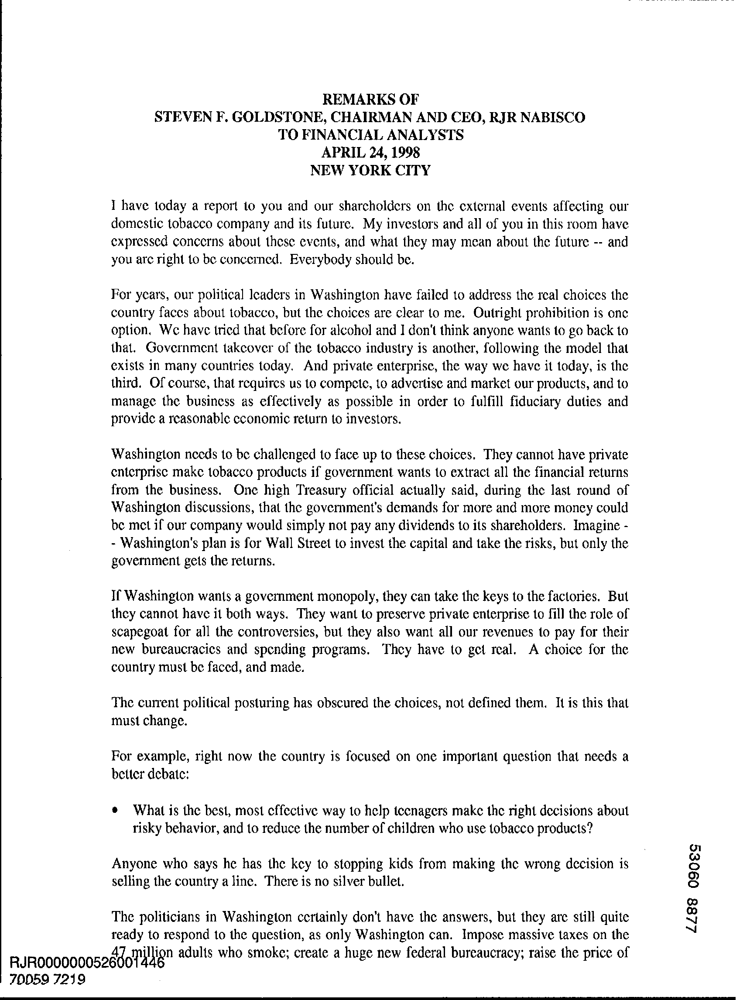 REMARKS OF
STEVEN F. GOLDSTONE, CHAIRMAN AND CEO, RJR NABISCO
TO FINANCIAL ANALYSTS
APRIL 24, 1998
NEW YORK CITY
I have today a report to you and our shareholders on the external events affecting our
domestic tobacco company and its future. My investors and all of you in this room have
expressed concerns about these events, and what they may mean about the future -- and
you are right to be concerned. Everybody should be.
For years, our political leaders in Washington have failed to address the real choices the
country faces about tobacco, but the choices are clear to me. Outright prohibition is one
option. We have tried that before for alcohol and I don't think anyone wants to go back to
that. Government takeover of the tobacco industry is another, following the model that
exists in many countries today. And private enterprise, the way we have it today, is the
third. Of course, that requires us to compete, to advertise and market our products, and to
manage the business as effectively as possible in order to fulfill fiduciary duties and
provide a reasonable economic return to investors.
Washington needs to be challenged to face up to these choices. They cannot have private
enterprise make tobacco products if government wants to extract all the financial returns
from the business. One high Treasury official actually said, during the last round of
Washington discussions, that the government's demands for more and more money could
be met if our company would simply not pay any dividends to its shareholders. Imagine -
- Washington's plan is for Wall Street to invest the capital and take the risks, but only the
government gets the returns.
If Washington wants a government monopoly, they can take the keys to the factories. But
they cannot have it both ways. They want to preserve private enterprise to fill the role of
scapegoat for all the controversies, but they also want all our revenues to pay for their
new bureaucracies and spending programs. They have to get real. A choice for the
country must be faced, and made.
The current political posturing has obscured the choices, not defined them. It is this that
must change.
For example, right now the country is focused on one important question that needs a
better debate:
• What is the best, most effective way to help teenagers make the right decisions about
risky behavior, and to reduce the number of children who use tobacco products?
Anyone who says he has the key to stopping kids from making the wrong decision is
selling the country a line. There is no silver bullet.
The politicians in Washington certainly don't have the answers, but they are still quite
ready to respond to the question, as only Washington can. Impose massive taxes on the
47 million adults who smoke; create a huge new federal bureaucracy; raise the price of
RJR0000000526001446
70059 7219
53060 8877